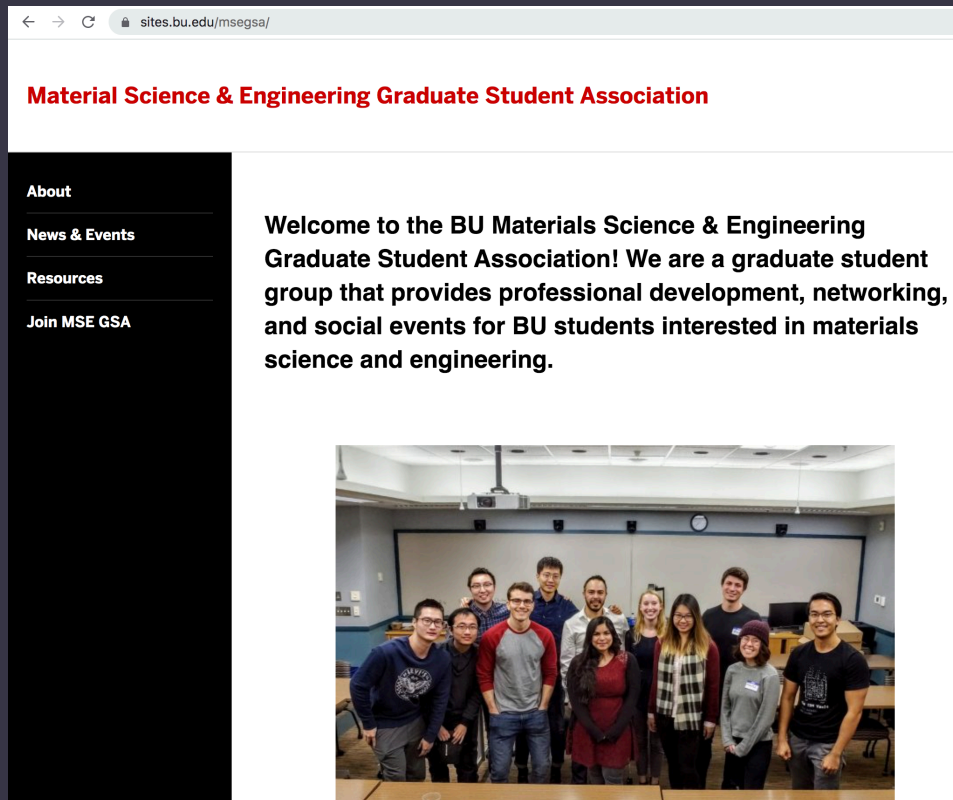 sites.bu.edu/msegsa/
Material Science & Engineering Graduate Student Association
About
News & Events
Resources
Join MSE GSA
Welcome to the BU Materials Science & Engineering
Graduate Student Association! We are a graduate student
group that provides professional development, networking,
and social events for BU students interested in materials
science and engineering.